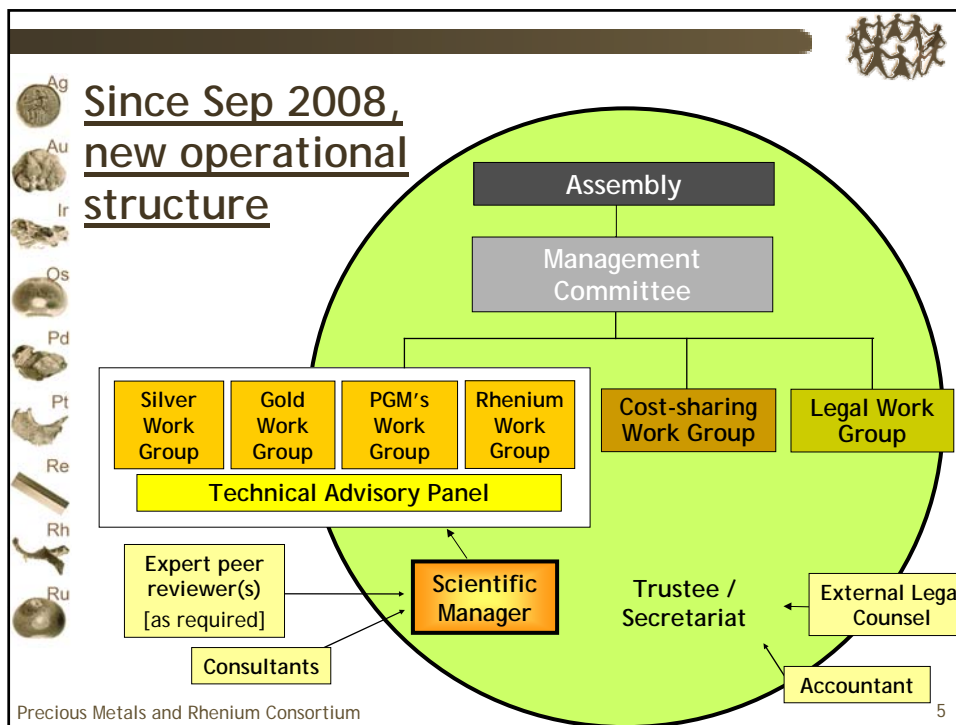 Since Sep 2008,
new operational
structure
Ag
Au
Ir
Os
Pd
Pt
Re
Rh
Ru
Assembly
Management
Committee
Silver
Work
Group
Gold
Work
Group
PGM's
Work
Group
Rhenium
Work
Group
Technical Advisory Panel
Cost-sharing
Work Group
Legal Work
Group
Expert peer
reviewer(s)
[as required]
Consultants
Scientific
Manager
Trustee /
Secretariat
External Lega
Counsel
Accountant
Precious Metals and Rhenium Consortium
5